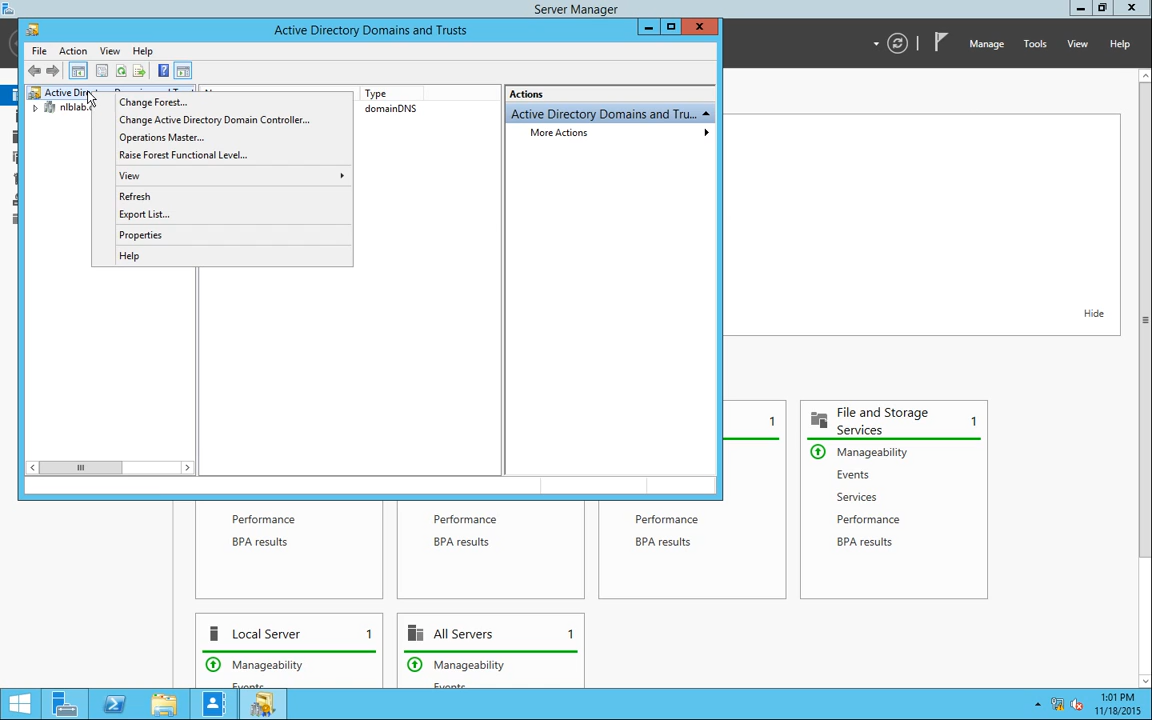 Server Manager
Active Directory Domains and Trusts
File Action View Help
Manage Tools View Help
Active
nlblab.
Type
domainDNS
Change Forest...
Change Active Directory Domain Controller...
Operations Master...
Raise Forest Functional Level...
View
Refresh
Export List...
Properties
Help
Actions
Active Directory Domains and Tru...
More Actions
Hide
1
File and Storage
Services
1
Manageability
Events
Services
Performance
BPA results
Performance
BPA results
Performance
BPA results
Performance
BPA results
Local Server 1
Manageability
Events
All Servers 1
Manageability
Events
1:01 PM
11/18/2015